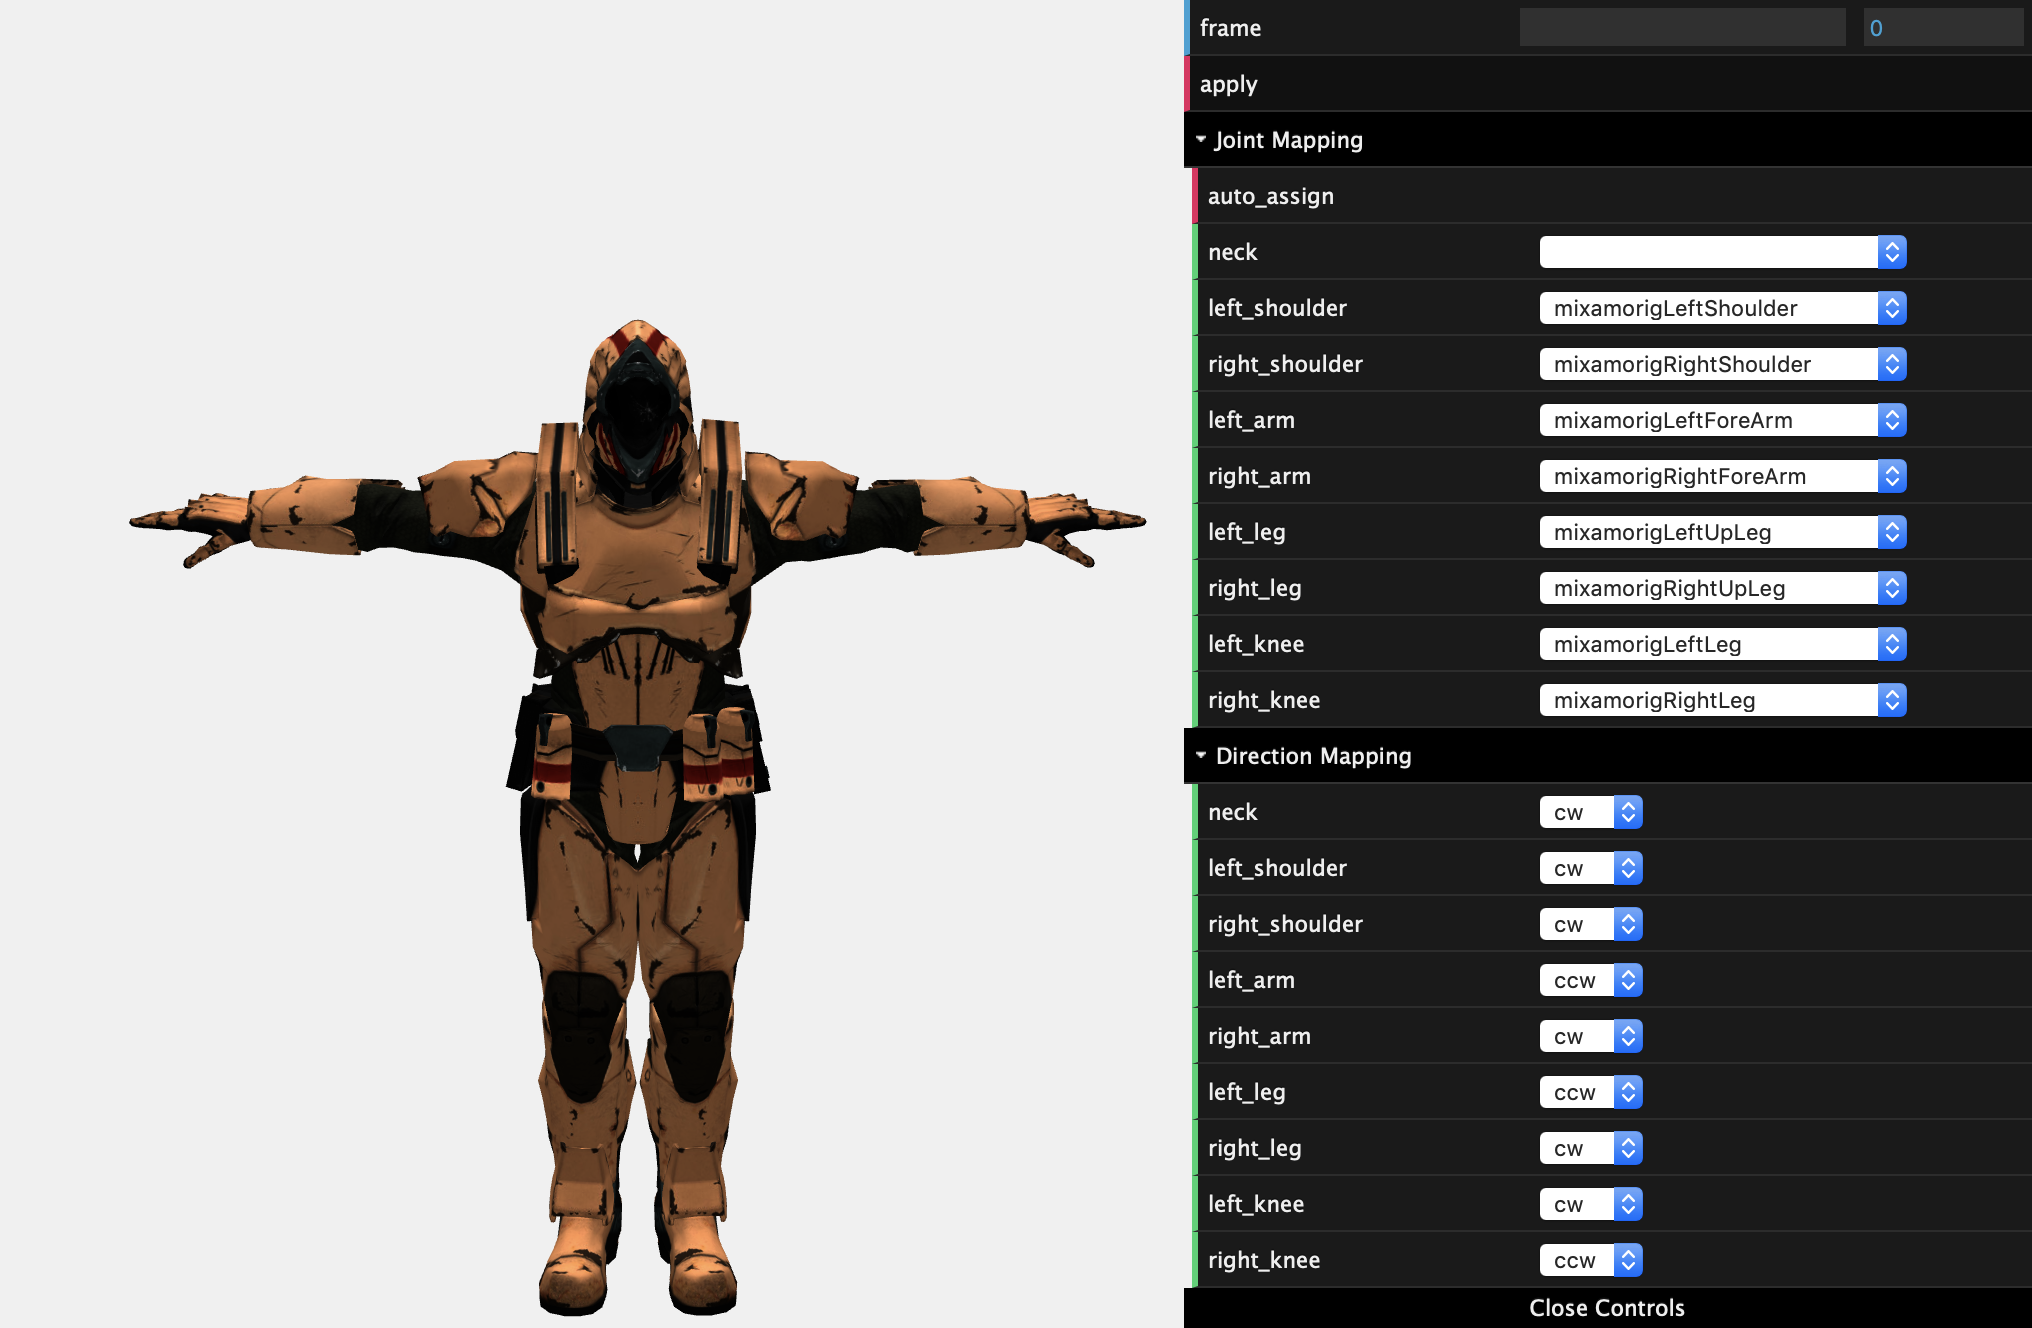 frame 0
apply
Joint Mapping
auto_assign
neck
left_shoulder mixamorigLeftShoulder
right_shoulder mixamorigRightShoulder
left_arm mixamorigLeftForeArm
right_arm mixamorigRightForeArm
left_leg mixamorigLeftUpLeg
right_leg mixamorigRightUpLeg
left_knee mixamorigLeftLeg
right_knee mixamorigRightLeg
Direction Mapping
neck cw
left_shoulder cw
right_shoulder cw
left_arm ccw
right_arm cw
left_leg ccw
right_leg cw
left_knee cw
right_knee ccw
Close Controls